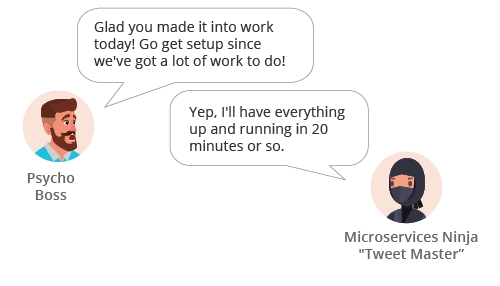 Glad you made it into work
today! Go get setup since
we've got a lot of work to do!
Yep, I'll have everything
up and running in 20
minutes or so.
Psycho
Boss
Microservices Ninja
"Tweet Master”